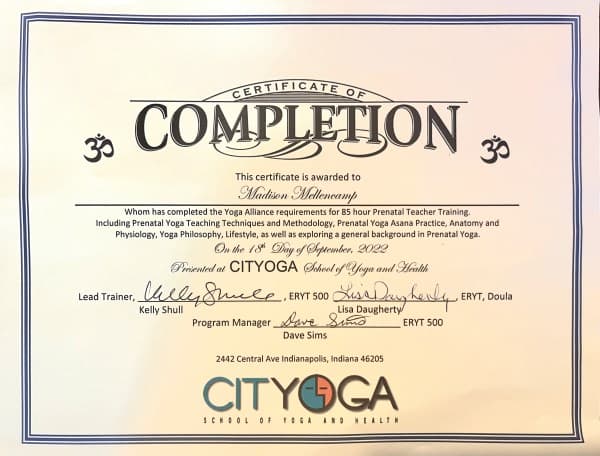 CERTIFICATE OF
COMPLETION
ॐ ॐ
This certificate is awarded to
Madison Mellencamp
Whom has completed the Yoga Alliance requirements for 85 hour Prenatal Teacher Training.
Including Prenatal Yoga Teaching Techniques and Methodology, Prenatal Yoga Asana Practice, Anatomy and
Physiology, Yoga Philosophy, Lifestyle, as well as exploring a general background in Prenatal Yoga.
On the 18th Day of September, 2022
Presented at CITYOGA School of Yoga and Health
Lead Trainer, Kelly Shull, ERYT 500 Lisa Daugherty, ERYT, Doula
Kelly Shull Lisa Daugherty
Program Manager Dave Sims ERYT 500
Dave Sims
2442 Central Ave Indianapolis, Indiana 46205
CITYOGA
SCHOOL OF YOGA AND HEALTH